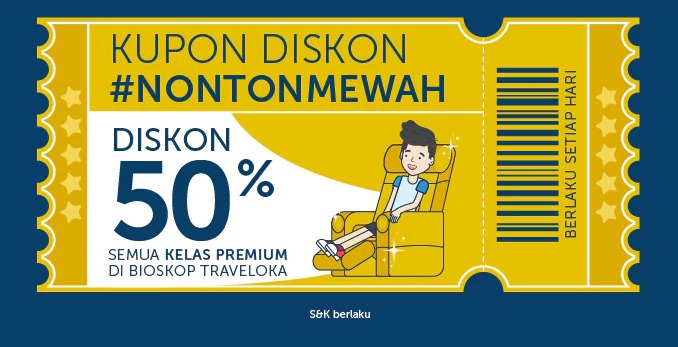 KUPON DISKON
#NONTONMEWAH
DISKON
50%
SEMUA KELAS PREMIUM
DI BIOSKOP TRAVELOKA
BERLAKU SETIAP HARI
S&K berlaku